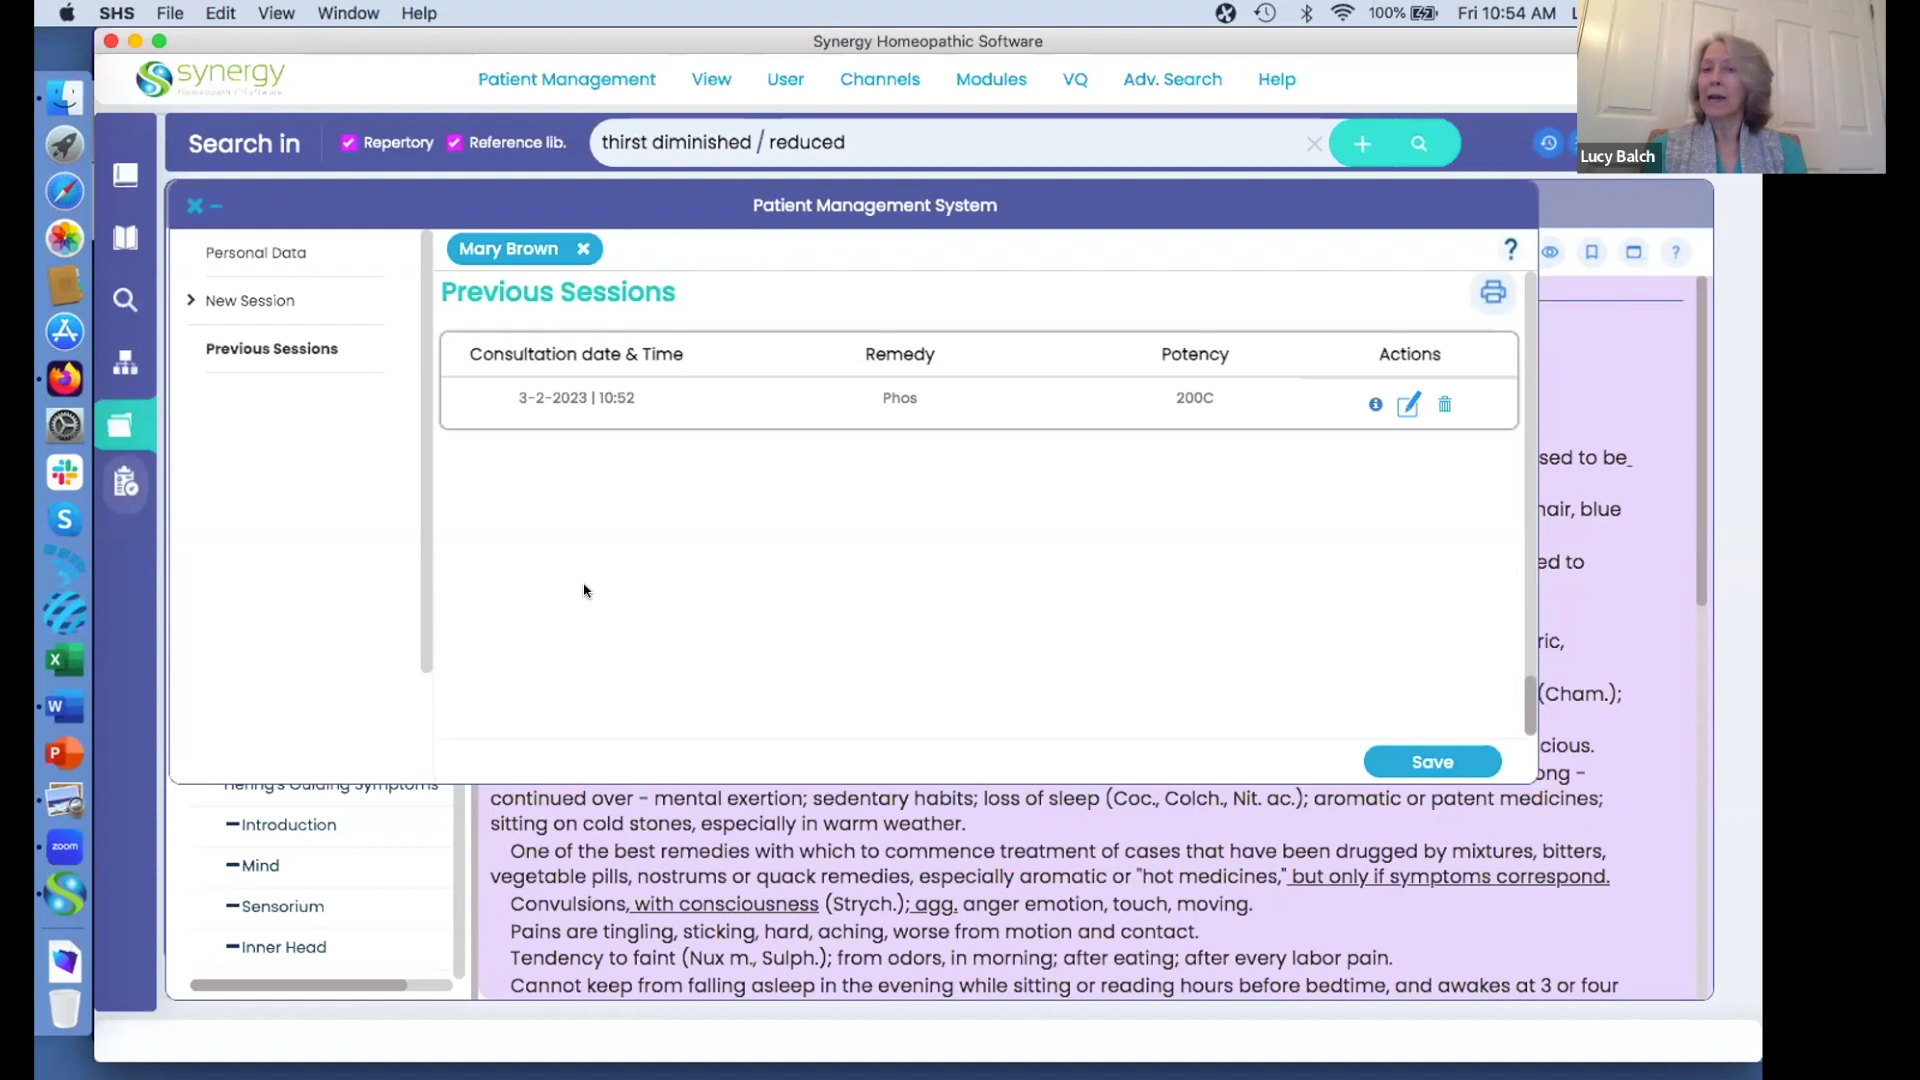 SHS File Edit View Window Help
100% Fri 10:54 AM L
Synergy Homeopathic Software
synergy
Patient Management View User Channels Modules VQ Adv. Search Help
Search in
Repertory
Reference lib.
thirst diminished / reduced
Lucy Balch
Patient Management System
Personal Data
New Session
Previous Sessions
Mary Brown
?
Previous Sessions
Consultation date & Time Remedy Potency Actions
3-2-2023 | 10:52 Phos 200C
Save
?
sed to be
hair, blue
ed to
ric,
(Cham.);
cious.
ong -
Hering's Guiding Symptoms
Introduction
Mind
Sensorium
Inner Head
continued over - mental exertion; sedentary habits; loss of sleep (Coc., Colch., Nit. ac.); aromatic or patent medicines;
sitting on cold stones, especially in warm weather.
One of the best remedies with which to commence treatment of cases that have been drugged by mixtures, bitters,
vegetable pills, nostrums or quack remedies, especially aromatic or "hot medicines," but only if symptoms correspond.
Convulsions, with consciousness (Strych.); agg. anger emotion, touch, moving.
Pains are tingling, sticking, hard, aching, worse from motion and contact.
Tendency to faint (Nux m., Sulph.); from odors, in morning; after eating; after every labor pain.
Cannot keep from falling asleep in the evening while sitting or reading hours before bedtime, and awakes at 3 or four
S
X
W
P
zoom